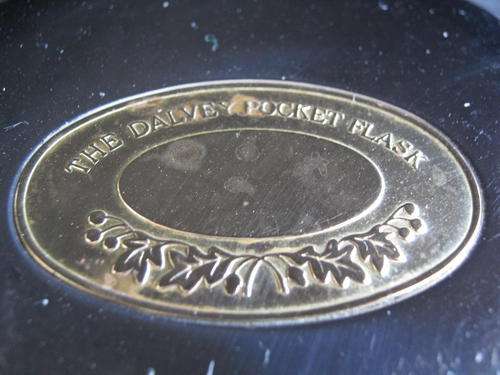 THE DALVEY POCKET FLASK